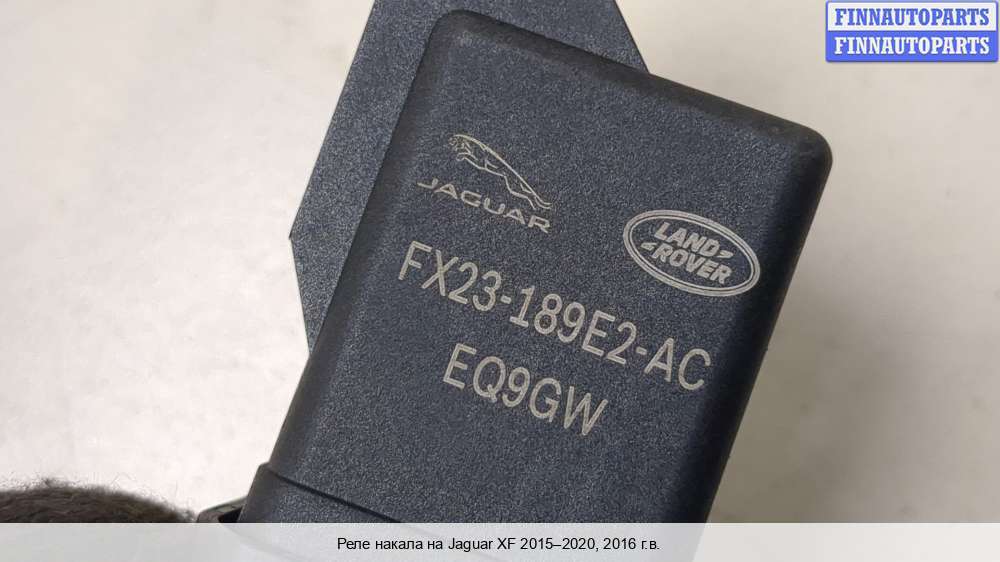 FINNAUTOPARTS
FINNAUTOPARTS
JAGUAR
LAND
ROVER
FX23-189E2-AC
EQ9GW
Реле накала на Jaguar XF 2015–2020, 2016 г.в.